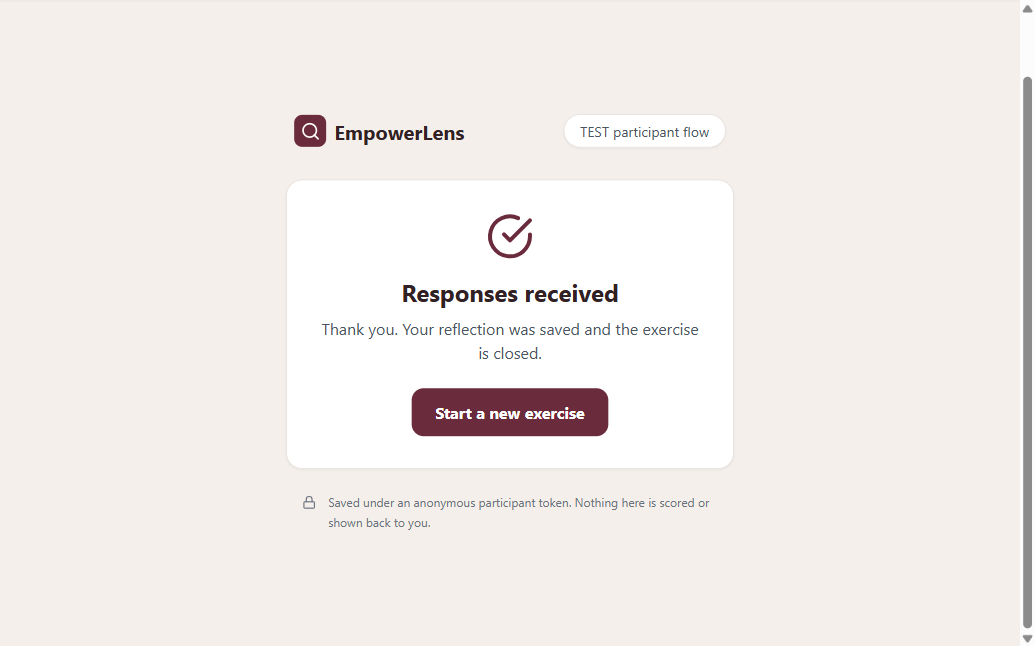 EmpowerLens
TEST participant flow
Responses received
Thank you. Your reflection was saved and the exercise
is closed.
Start a new exercise
Saved under an anonymous participant token. Nothing here is scored or
shown back to you.